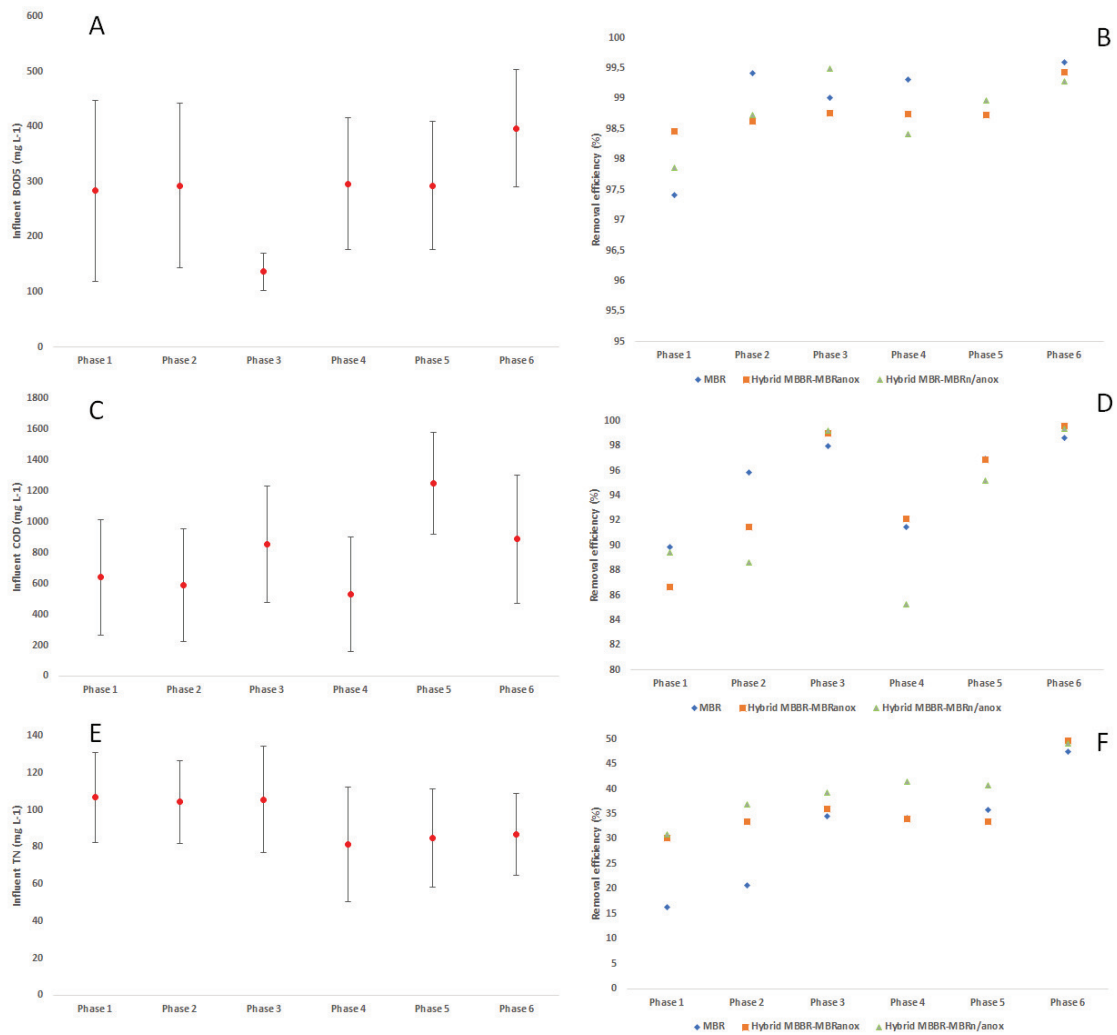 A
Influent BOD5 (mg L-1)
600
500
400
300
200
100
0
Phase 1 Phase 2 Phase 3 Phase 4 Phase 5 Phase 6
B
Removal efficiency (%)
100
99,5
99
98,5
98
97,5
97
96,5
96
95,5
95
Phase 1 Phase 2 Phase 3 Phase 4 Phase 5 Phase 6
MBR Hybrid MBBR-MBRanox Hybrid MBR-MBRn/anox
C
Influent COD (mg L-1)
1800
1600
1400
1200
1000
800
600
400
200
0
Phase 1 Phase 2 Phase 3 Phase 4 Phase 5 Phase 6
D
Removal efficiency (%)
100
98
96
94
92
90
88
86
84
82
80
Phase 1 Phase 2 Phase 3 Phase 4 Phase 5 Phase 6
MBR Hybrid MBBR-MBRanox Hybrid MBBR-MBRn/anox
E
Influent TN (mg L-1)
140
120
100
80
60
40
20
0
Phase 1 Phase 2 Phase 3 Phase 4 Phase 5 Phase 6
F
Removal efficiency (%)
50
45
40
35
30
25
20
15
10
5
0
Phase 1 Phase 2 Phase 3 Phase 4 Phase 5 Phase 6
MBR Hybrid MBBR-MBRanox Hybrid MBBR-MBRn/anox